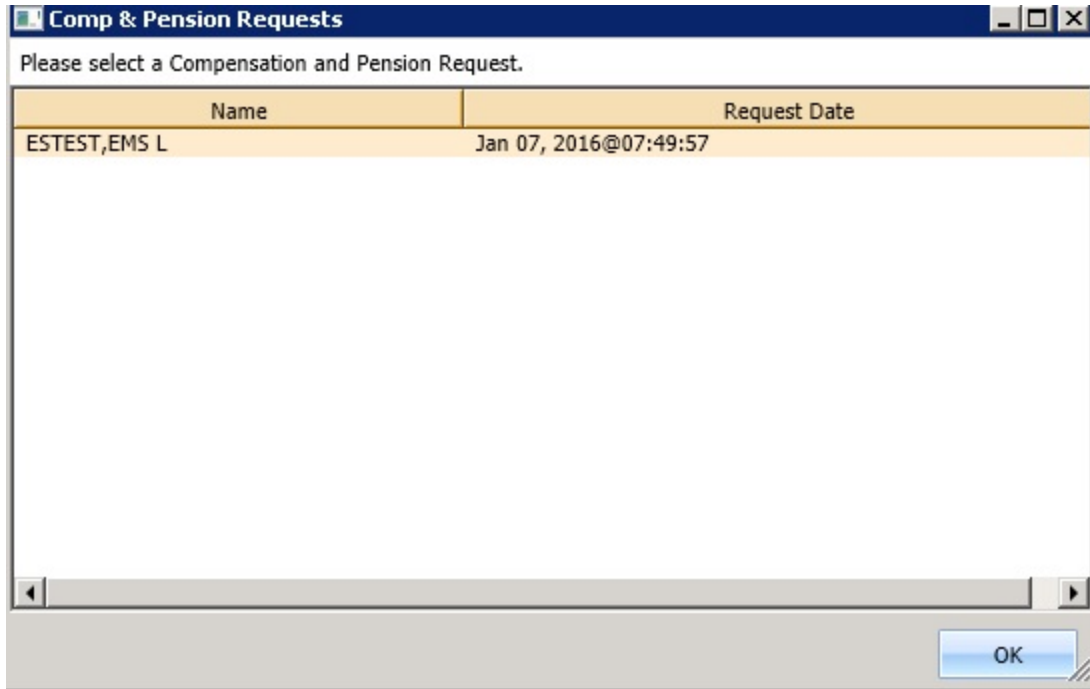 Comp & Pension Requests
Please select a Compensation and Pension Request.
Name Request Date
ESTEST,EMS L Jan 07, 2016@07:49:57
OK